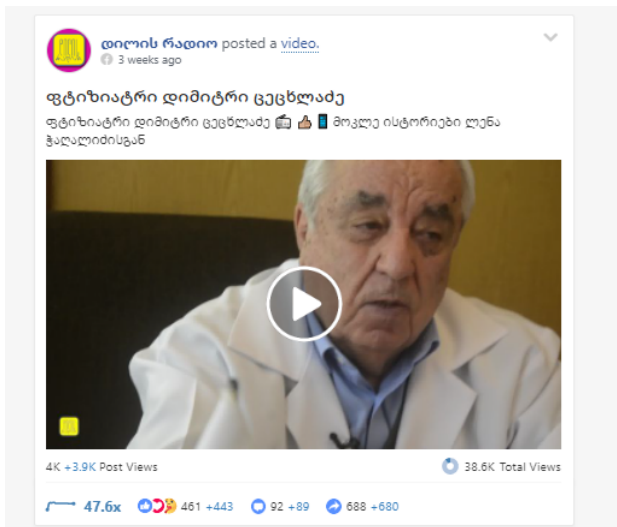 დილის რადიო posted a video.
3 weeks ago
ფტიზიატრი დიმიტრი ცეცხლაძე
ფტიზიატრი დიმიტრი ცეცხლაძე 📻 👍🏽 📱 მოკლე ისტორიები ლენა
ჭაღალიძისგან
4K +3.9K Post Views
38.6K Total Views
47.6x 461 +443 92 +89 688 +680